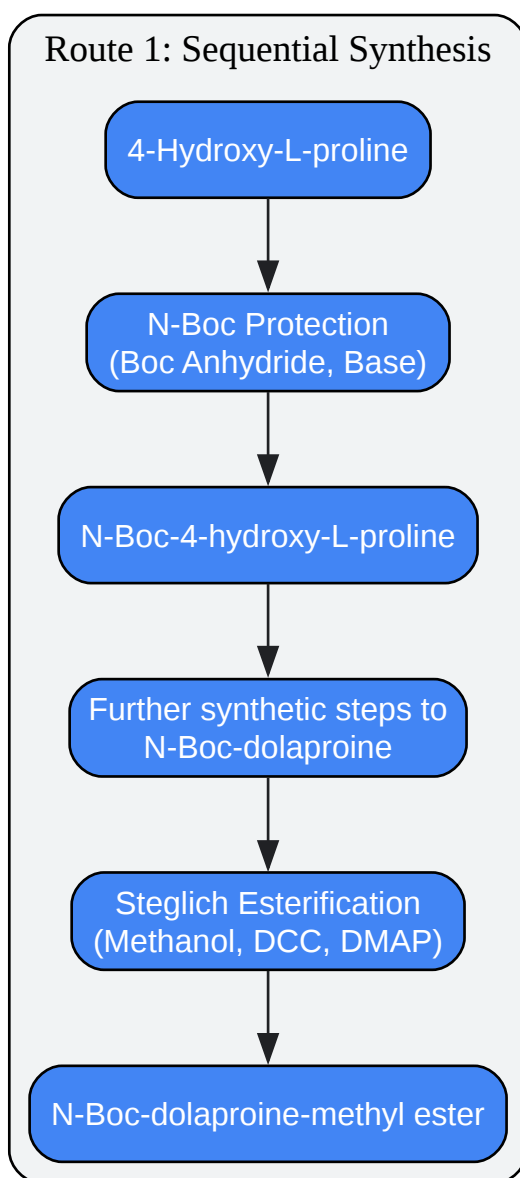 Route 1: Sequential Synthesis
4-Hydroxy-L-proline
N-Boc Protection
(Boc Anhydride, Base)
N-Boc-4-hydroxy-L-proline
Further synthetic steps to
N-Boc-dolaproine
Steglich Esterification
(Methanol, DCC, DMAP)
N-Boc-dolaproine-methyl ester